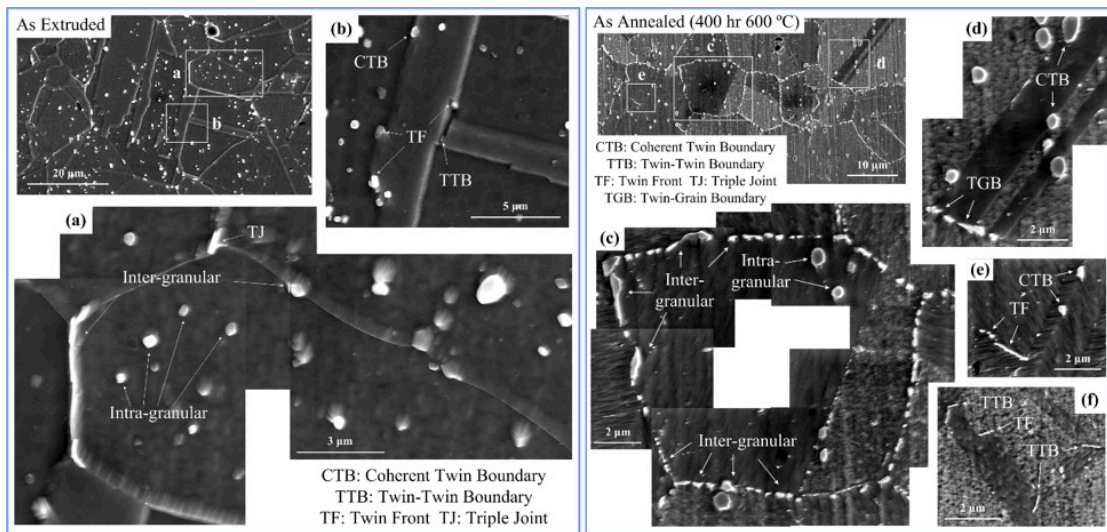 As Extruded
a
b
20 μm
(b)
CTB
TF
TTB
5 μm
(a)
TJ
Inter-granular
Intra-granular
3 μm
CTB: Coherent Twin Boundary
TTB: Twin-Twin Boundary
TF: Twin Front TJ: Triple Joint
As Annealed (400 hr 600 ºC)
c
d
e
10 μm
CTB: Coherent Twin Boundary
TTB: Twin-Twin Boundary
TF: Twin Front TJ: Triple Joint
TGB: Twin-Grain Boundary
(d)
CTB
TGB
2 μm
(c)
Inter-
granular
Intra-
granular
Inter-granular
2 μm
(e)
CTB
TF
2 μm
(f)
TTB
TF
TTB
2 μm